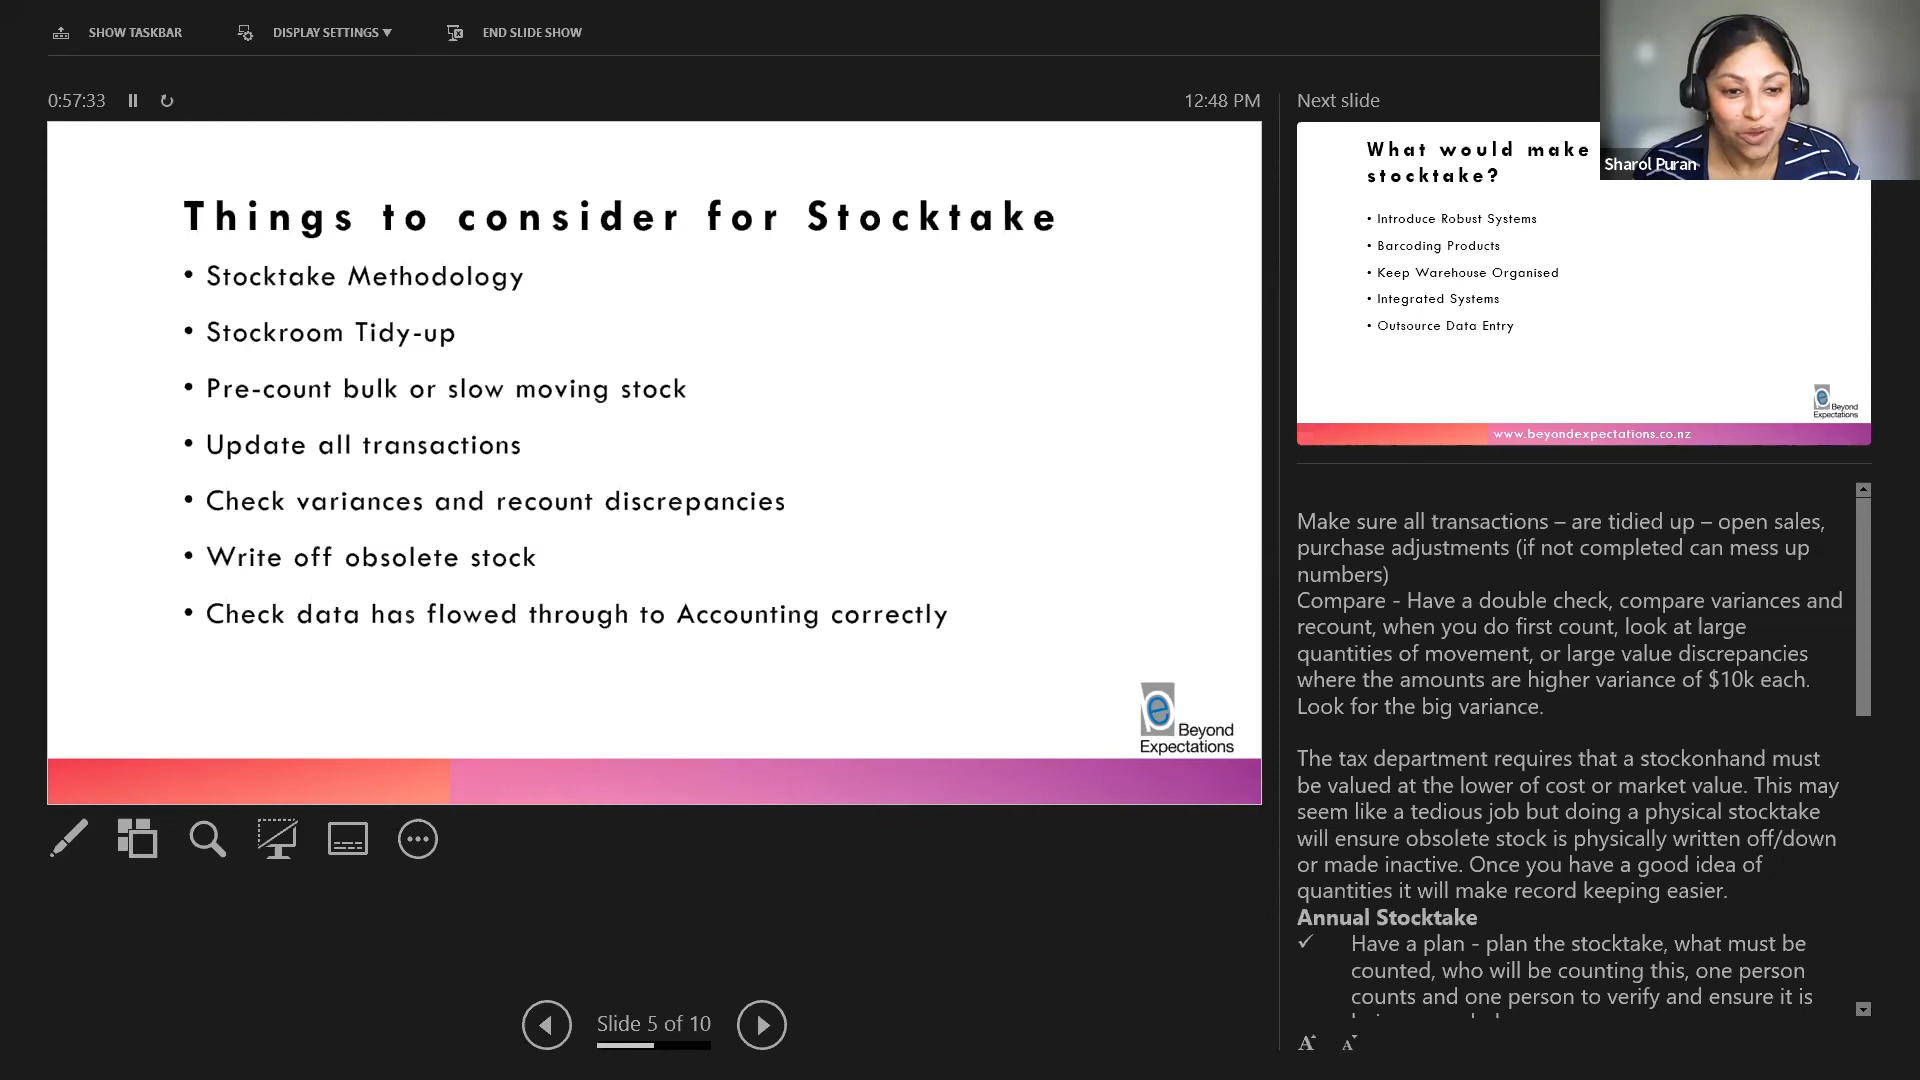 SHOW TASKBAR
DISPLAY SETTINGS ▼
END SLIDE SHOW
0:57:33
12:48 PM
Things to consider for Stocktake
• Stocktake Methodology
• Stockroom Tidy-up
• Pre-count bulk or slow moving stock
• Update all transactions
• Check variances and recount discrepancies
• Write off obsolete stock
• Check data has flowed through to Accounting correctly
e
Beyond
Expectations
Slide 5 of 10
Next slide
Sharol Puran
What would make
stocktake?
• Introduce Robust Systems
• Barcoding Products
• Keep Warehouse Organised
• Integrated Systems
• Outsource Data Entry
e
Beyond
Expectations
www.beyondexpectations.co.nz
Make sure all transactions – are tidied up – open sales,
purchase adjustments (if not completed can mess up
numbers)
Compare - Have a double check, compare variances and
recount, when you do first count, look at large
quantities of movement, or large value discrepancies
where the amounts are higher variance of $10k each.
Look for the big variance.
The tax department requires that a stockonhand must
be valued at the lower of cost or market value. This may
seem like a tedious job but doing a physical stocktake
will ensure obsolete stock is physically written off/down
or made inactive. Once you have a good idea of
quantities it will make record keeping easier.
Annual Stocktake
✓ Have a plan - plan the stocktake, what must be
counted, who will be counting this, one person
counts and one person to verify and ensure it is
A A